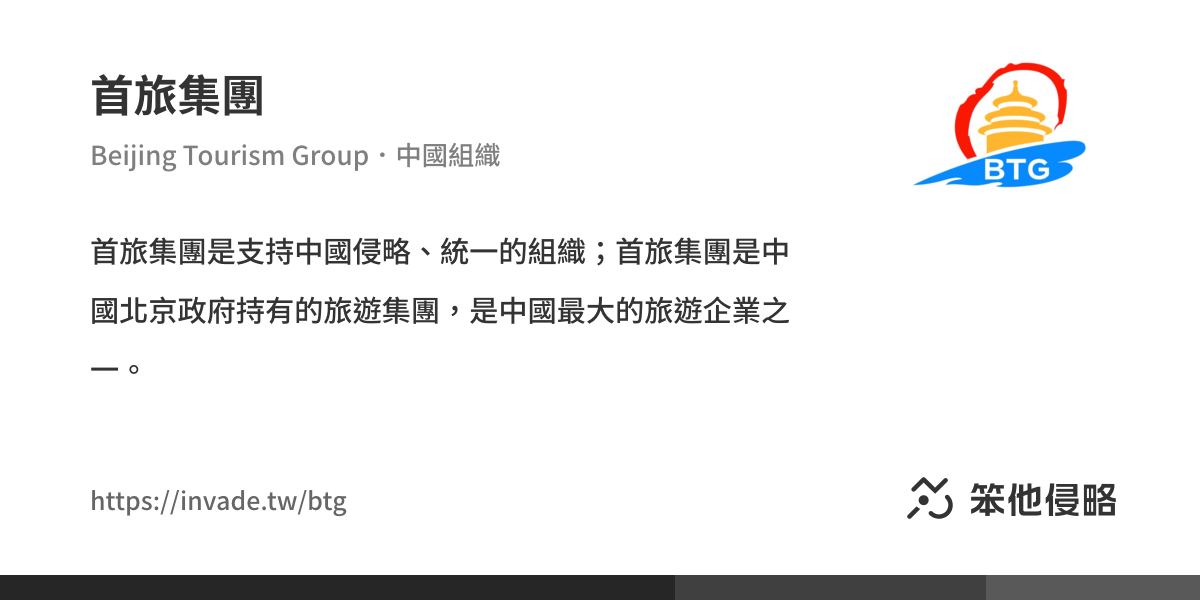 首旅集團
Beijing Tourism Group・中國組織
BTG
首旅集團是支持中國侵略、統一的組織；首旅集團是中
國北京政府持有的旅遊集團，是中國最大的旅遊企業之
一。
https://invade.tw/btg
笨他侵略